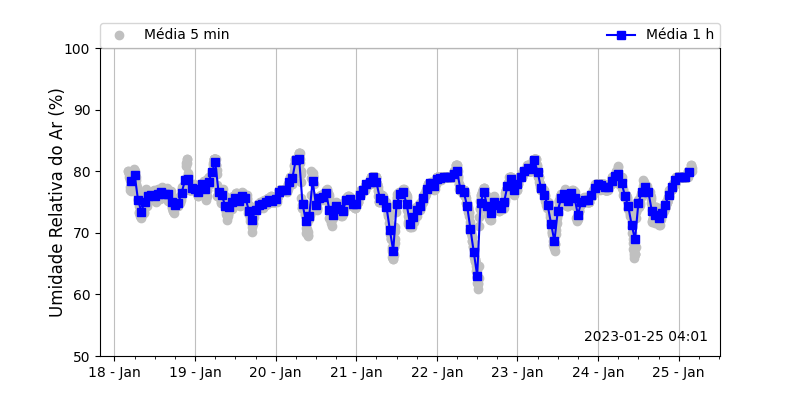 Média 5 min
Média 1 h
Umidade Relativa do Ar (%)
100
90
80
70
60
50
2023-01-25 04:01
18 - Jan
19 - Jan
20 - Jan
21 - Jan
22 - Jan
23 - Jan
24 - Jan
25 - Jan